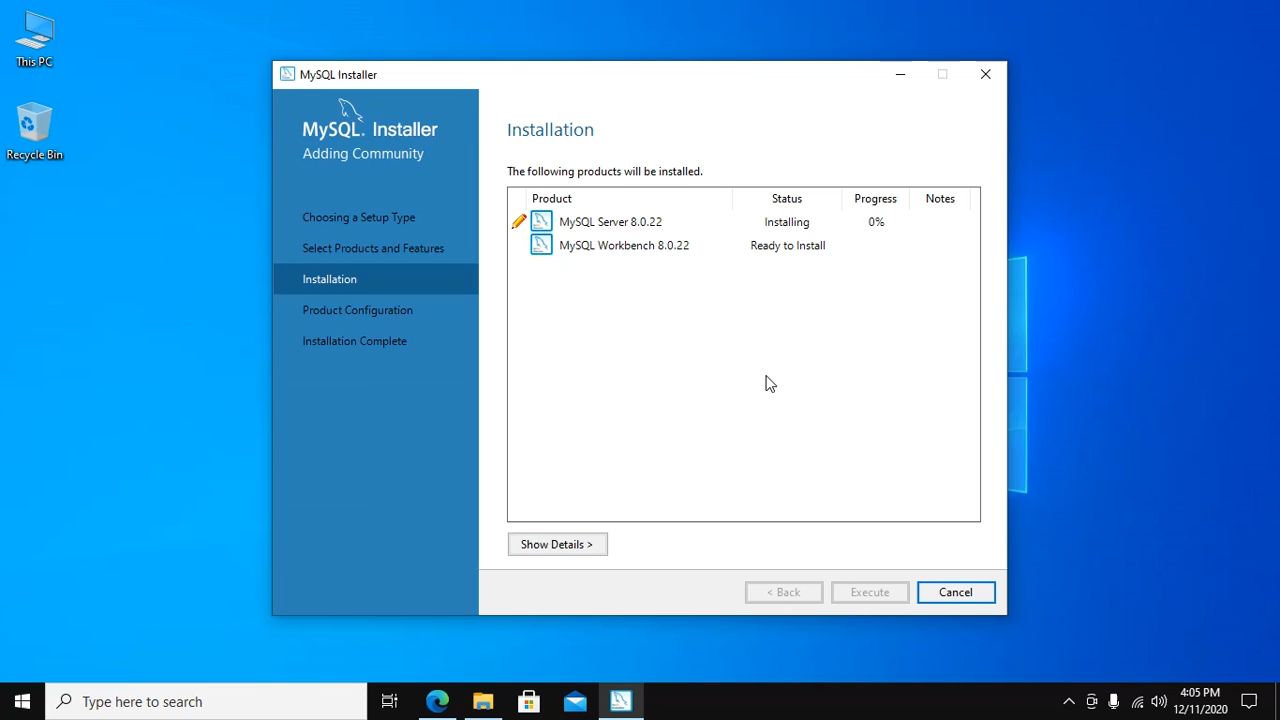 This PC
Recycle Bin
MySQL Installer
MySQL. Installer
Adding Community
Choosing a Setup Type
Select Products and Features
Installation
Product Configuration
Installation Complete
Installation
The following products will be installed.
Product Status Progress Notes
MySQL Server 8.0.22 Installing 0%
MySQL Workbench 8.0.22 Ready to Install
Show Details >
< Back Execute Cancel
Type here to search
4:05 PM
12/11/2020